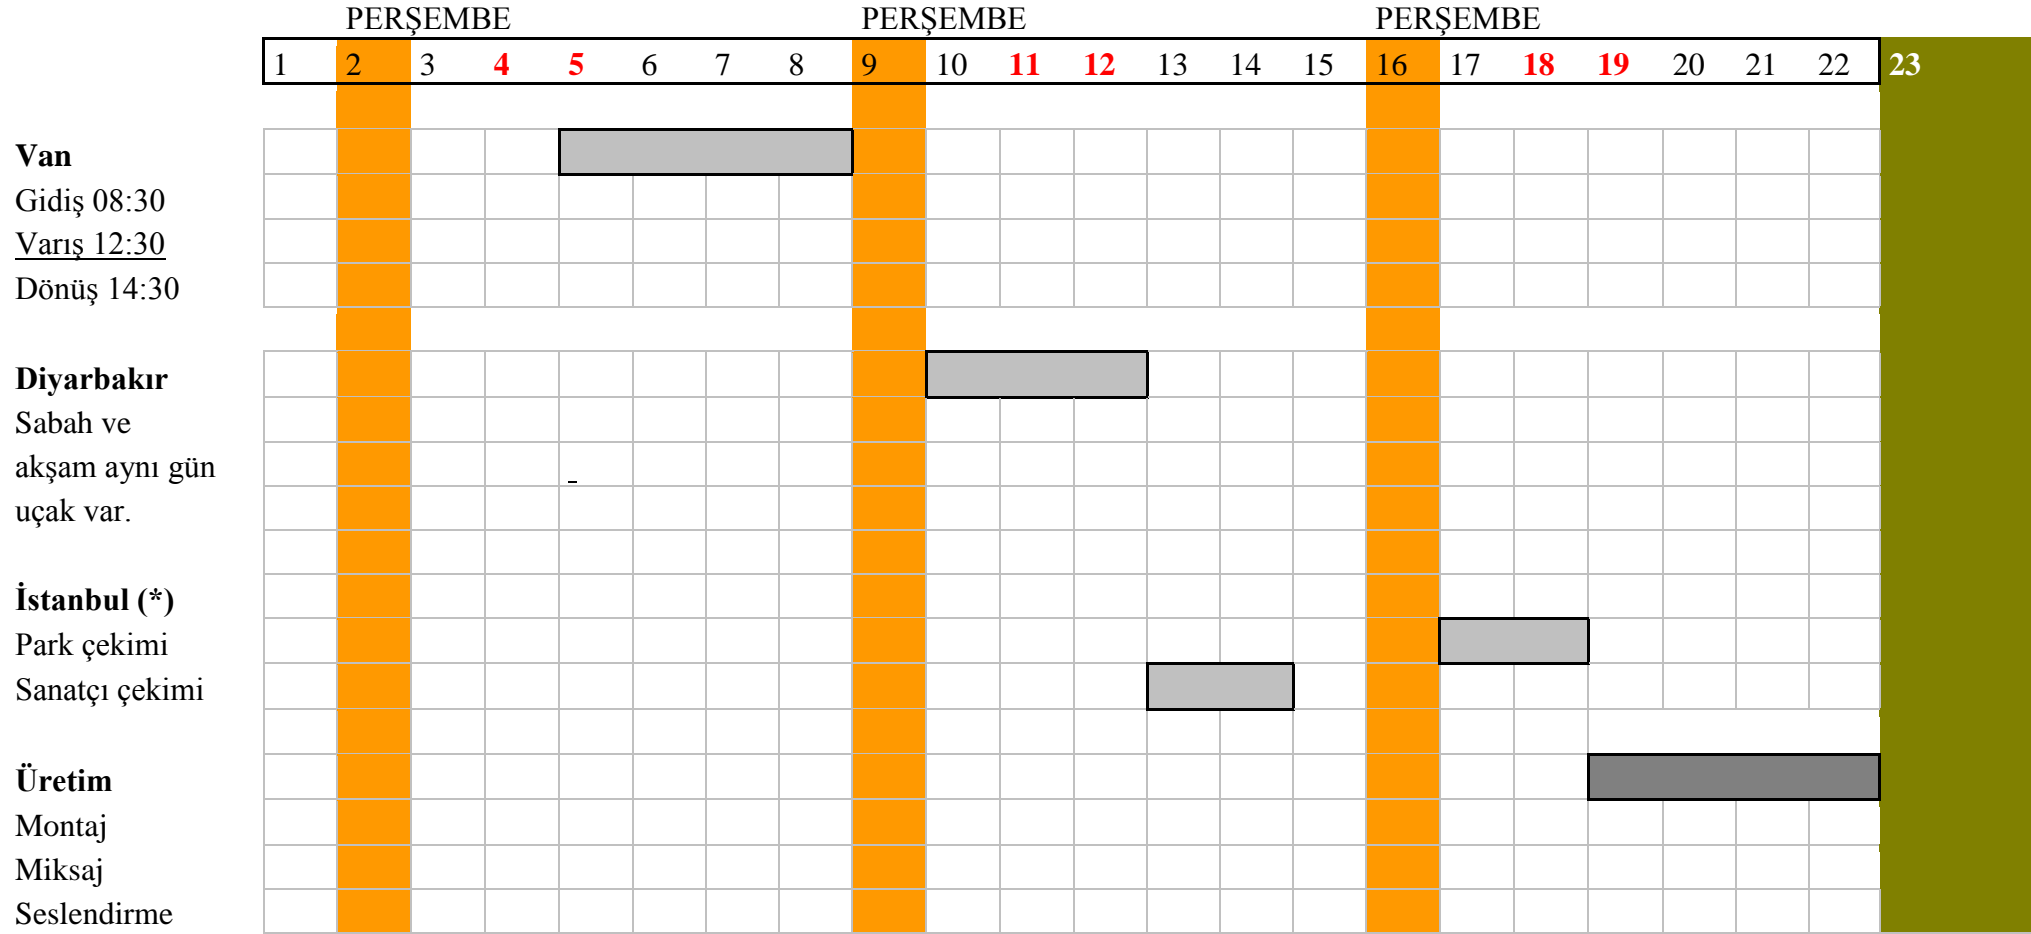 PERŞEMBE PERŞEMBE PERŞEMBE
1 2 3 4 5 6 7 8 9 10 11 12 13 14 15 16 17 18 19 20 21 22 23
Van
Gidiş 08:30
Varış 12:30
Dönüş 14:30
Diyarbakır
Sabah ve
akşam aynı gün
uçak var.
İstanbul (*)
Park çekimi
Sanatçı çekimi
Üretim
Montaj
Miksaj
Seslendirme